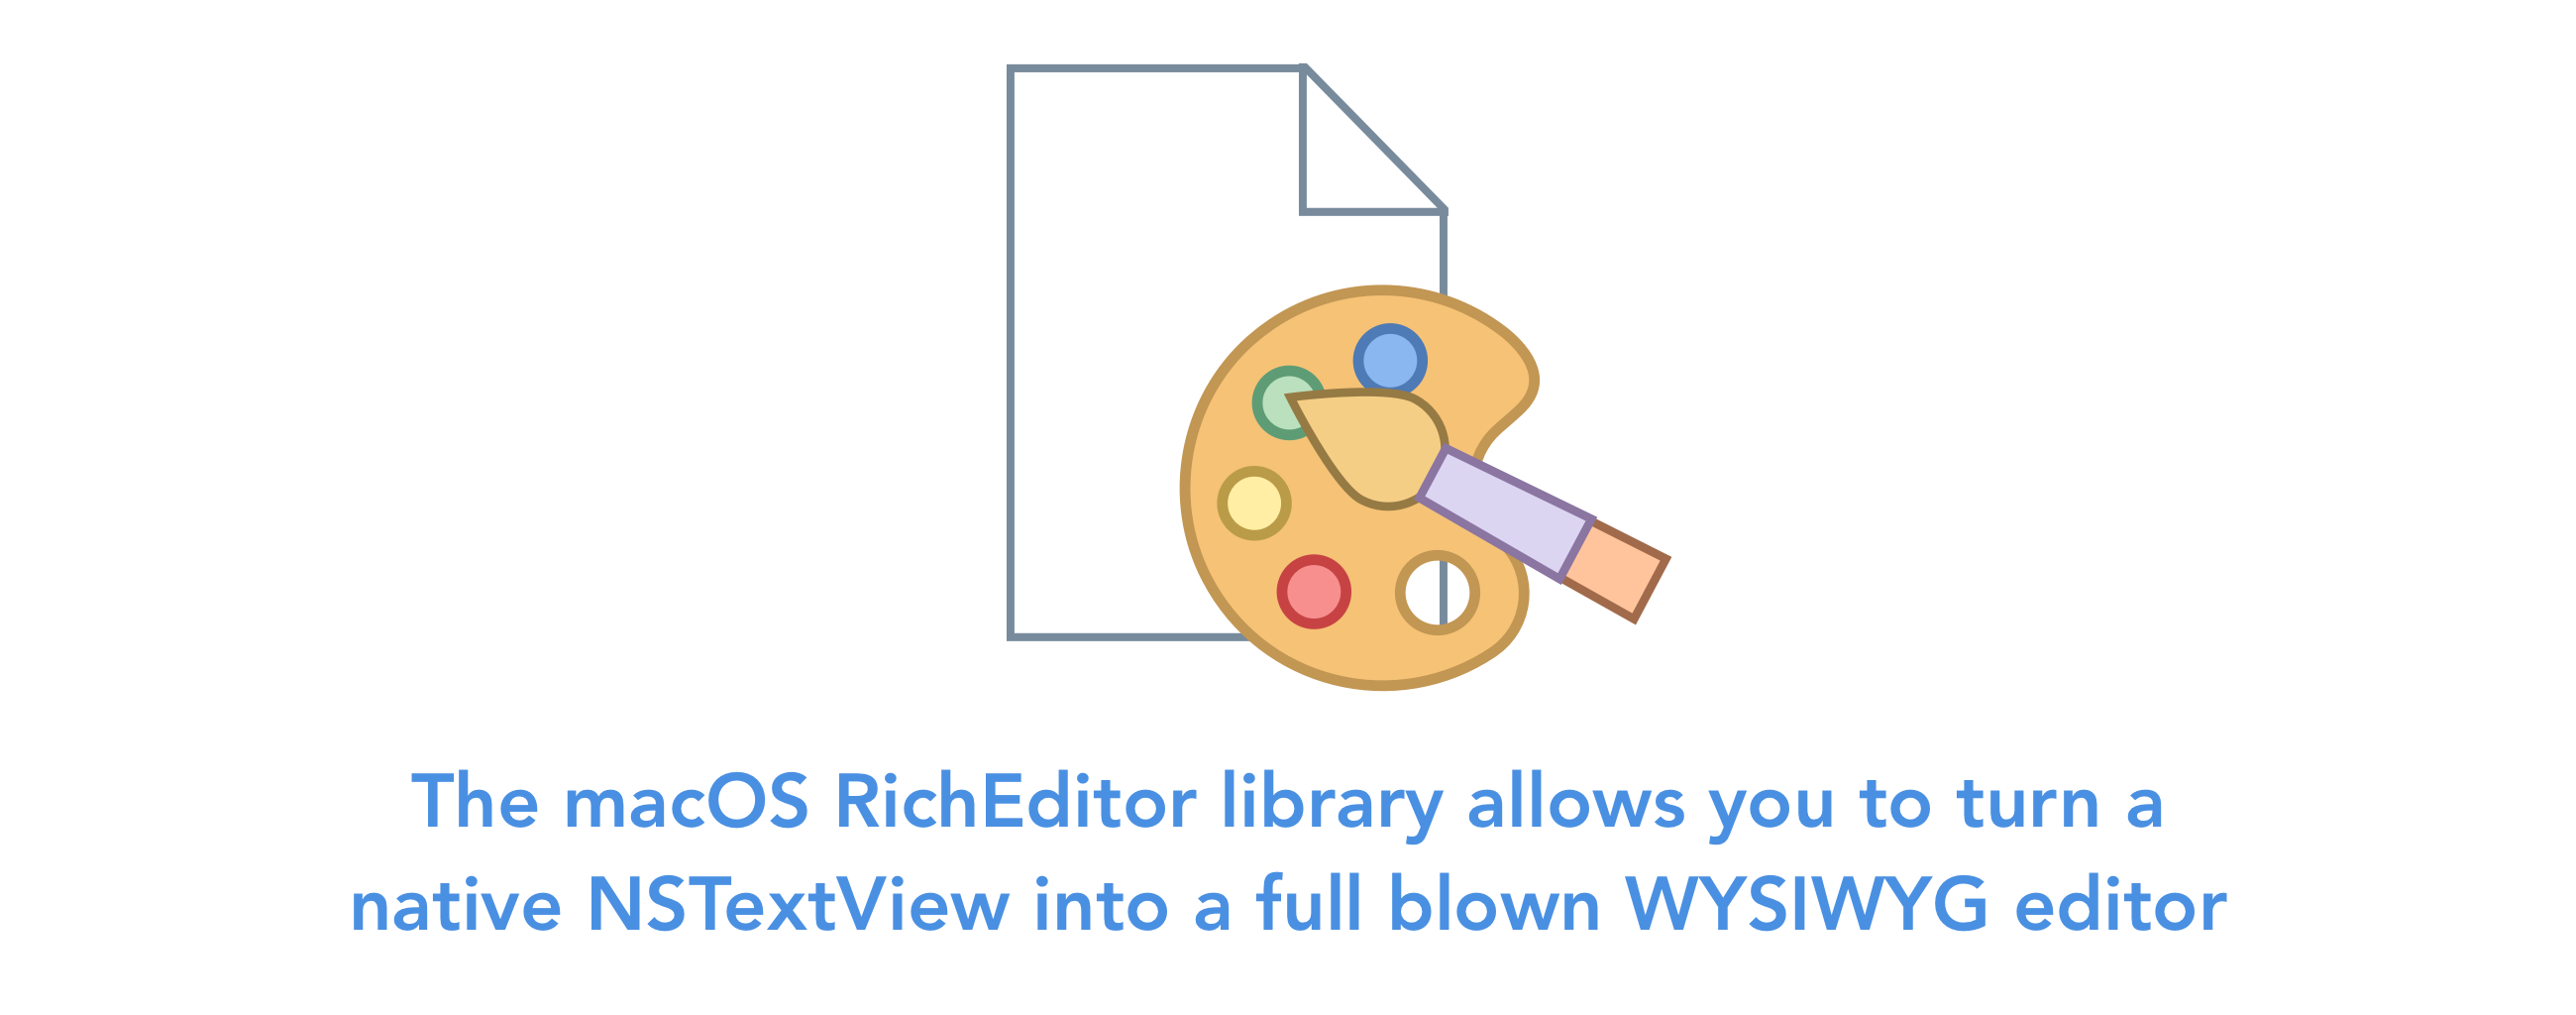 The macOS RichEditor library allows you to turn a
native NSTextView into a full blown WYSIWYG editor